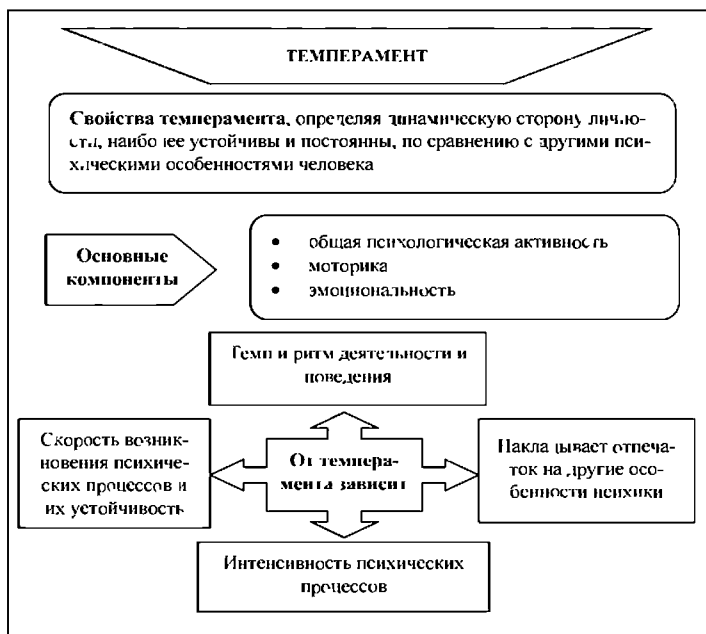 ТЕМПЕРАМЕНТ
Свойства темперамента, определяя динамическую сторону лично-
сти, наиболее устойчивы и постоянны, по сравнению с другими пси-
хическими особенностями человека
Основные
компоненты
• общая психологическая активность
• моторика
• эмоциональность
Темп и ритм деятельности и
поведения
Скорость возник-
новения психиче-
ских процессов и
их устойчивость
От темпера-
мента зависит
Накладывает отпеча-
ток на другие осо-
бенности психики
Интенсивность психических
процессов